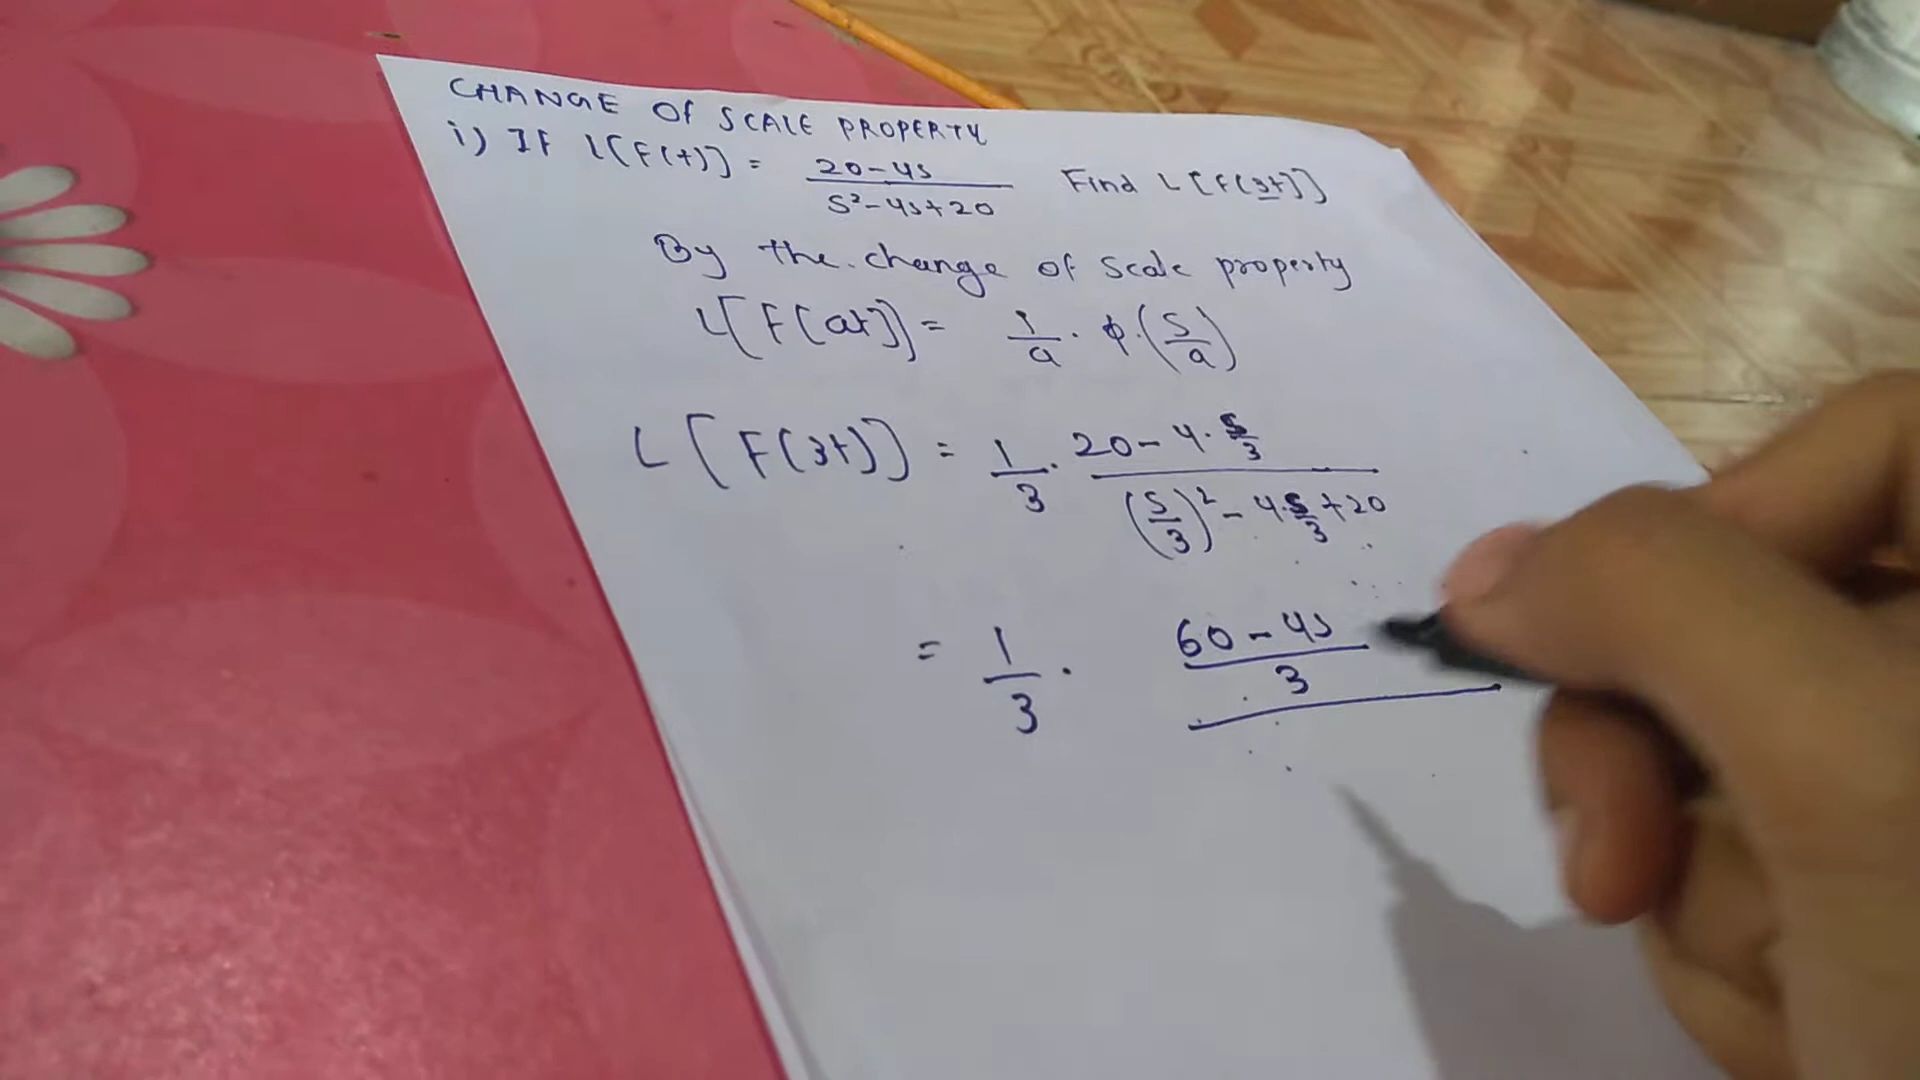 CHANGE OF SCALE PROPERTY
i) IF L[F(t)] = (20-4s)/(s²-4s+20) Find L[F(3t)]
By the change of scale property
L[F(at)] = 1/a · φ·(s/a)
L[F(3t)] = 1/3 · (20-4·s/3)/((s/3)²-4·s/3+20)
= 1/3 · (60-4s)/3